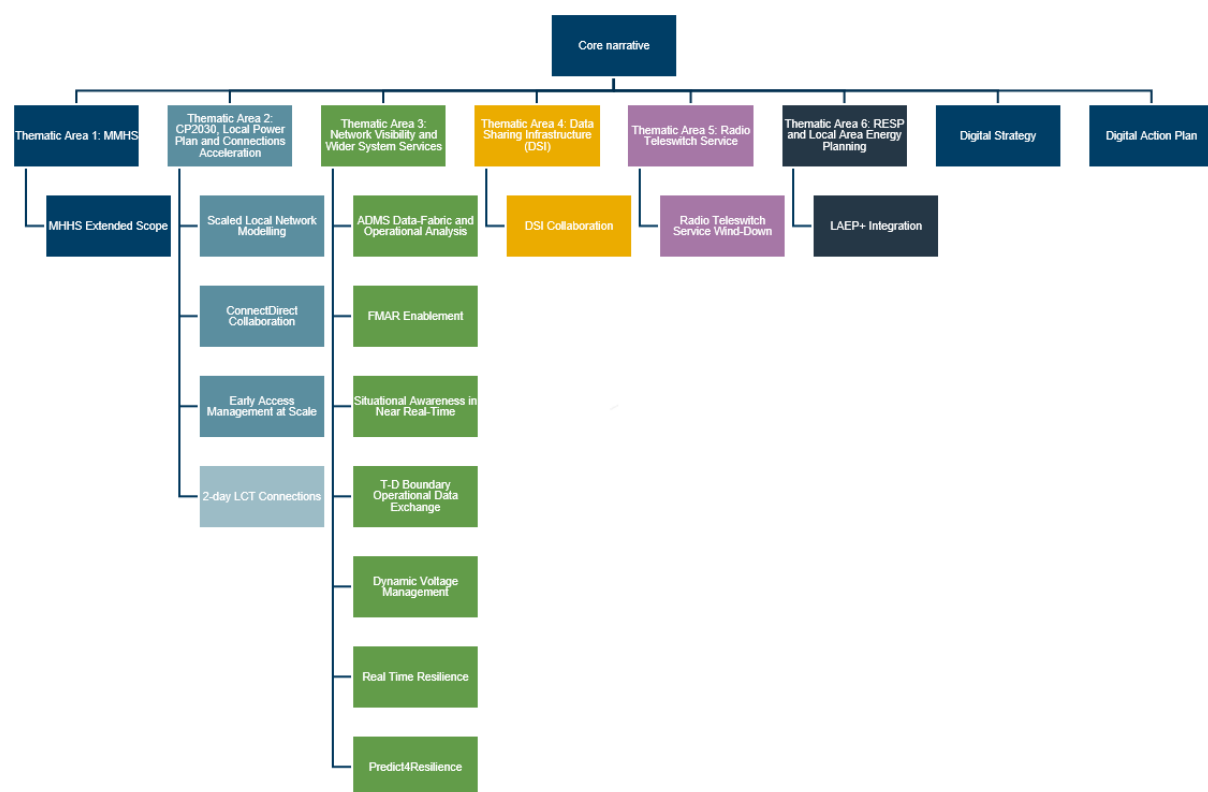 Core narrative
Thematic Area 1: MMHS
Thematic Area 2:
CP2030, Local Power
Plan and Connections
Acceleration
Thematic Area 3:
Network Visibility and
Wider System Services
Thematic Area 4: Data
Sharing Infrastructure
(DSI)
Thematic Area 5: Radio
Teleswitch Service
Thematic Area 6: RESP
and Local Area Energy
Planning
Digital Strategy
Digital Action Plan
MHHS Extended Scope
Scaled Local Network
Modelling
ADMS Data-Fabric and
Operational Analysis
DSI Collaboration
Radio Teleswitch
Service Wind-Down
LAEP+ Integration
ConnectDirect
Collaboration
FMAR Enablement
Early Access
Management at Scale
Situational Awareness in
Near Real-Time
2-day LCT Connections
T-D Boundary
Operational Data
Exchange
Dynamic Voltage
Management
Real Time Resilience
Predict4Resilience